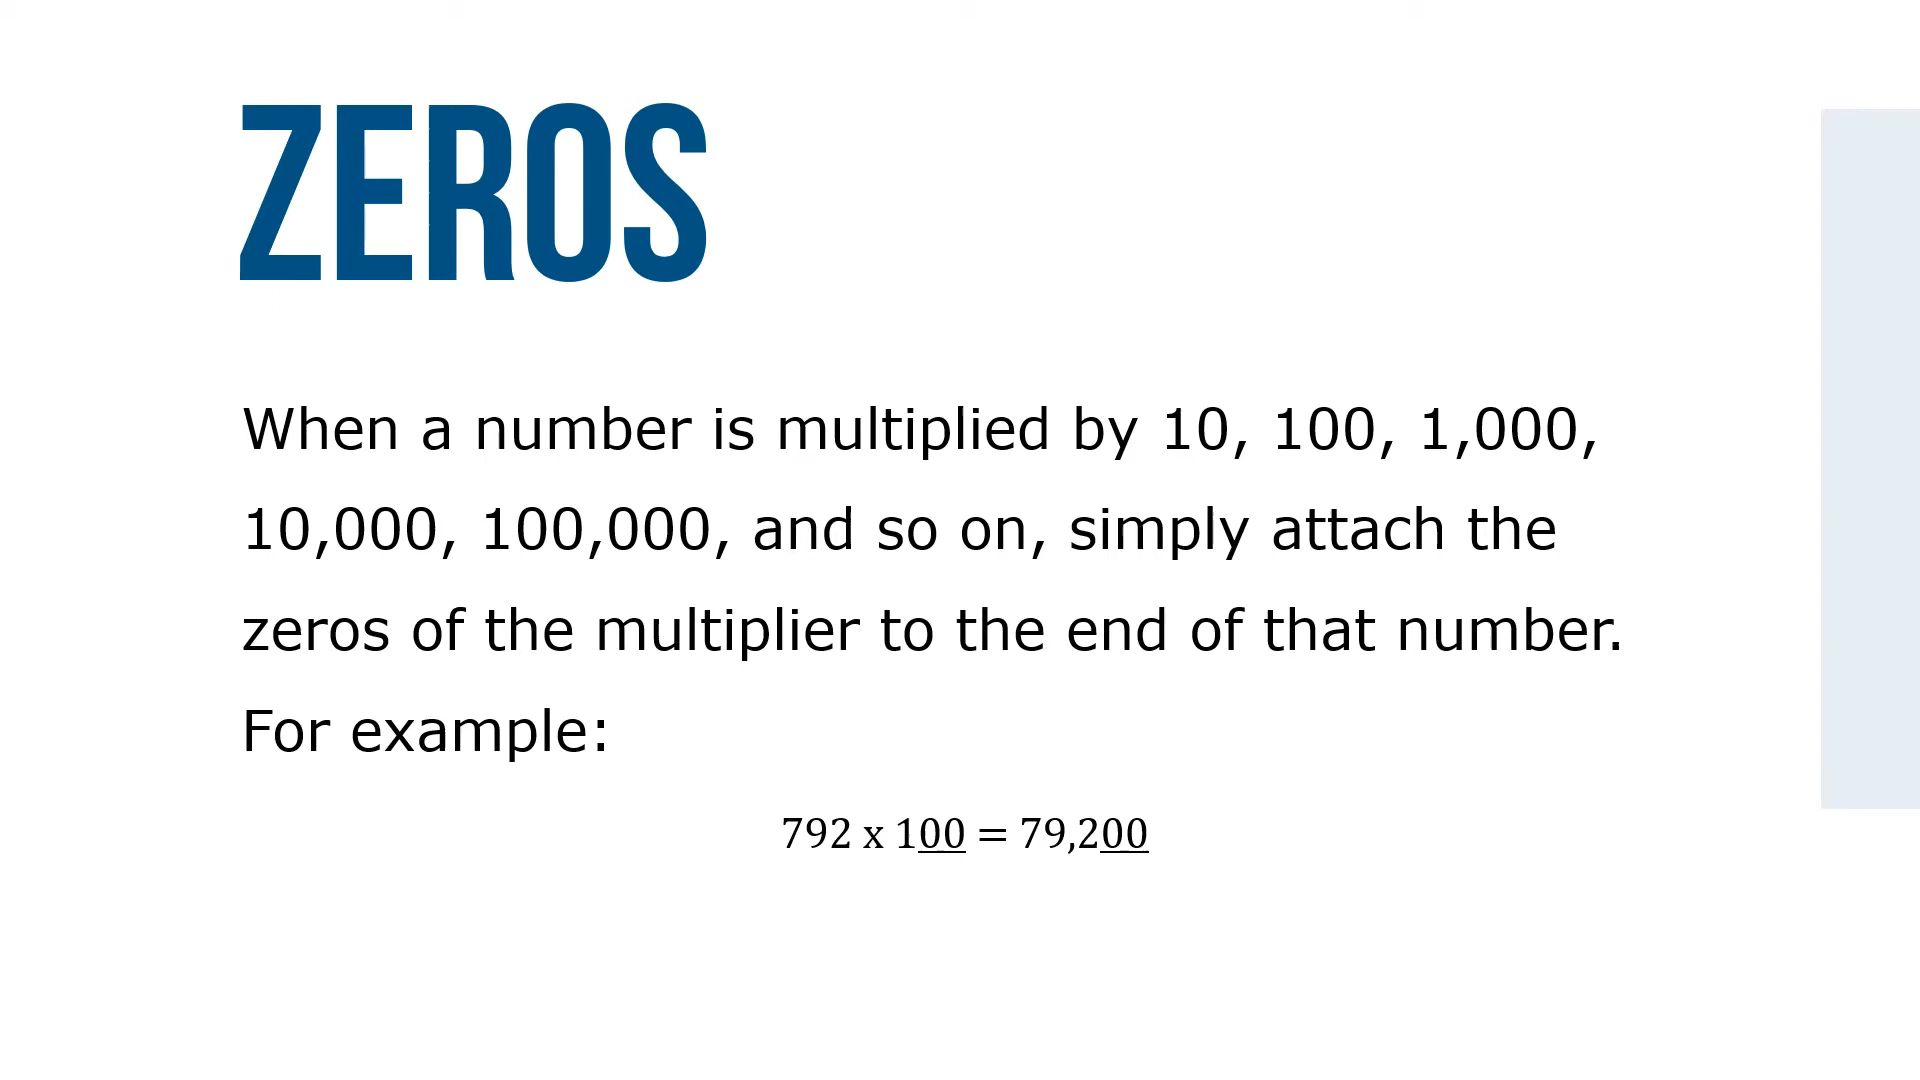 ZEROS
When a number is multiplied by 10, 100, 1,000,
10,000, 100,000, and so on, simply attach the
zeros of the multiplier to the end of that number.
For example:
792 x 100 = 79,200